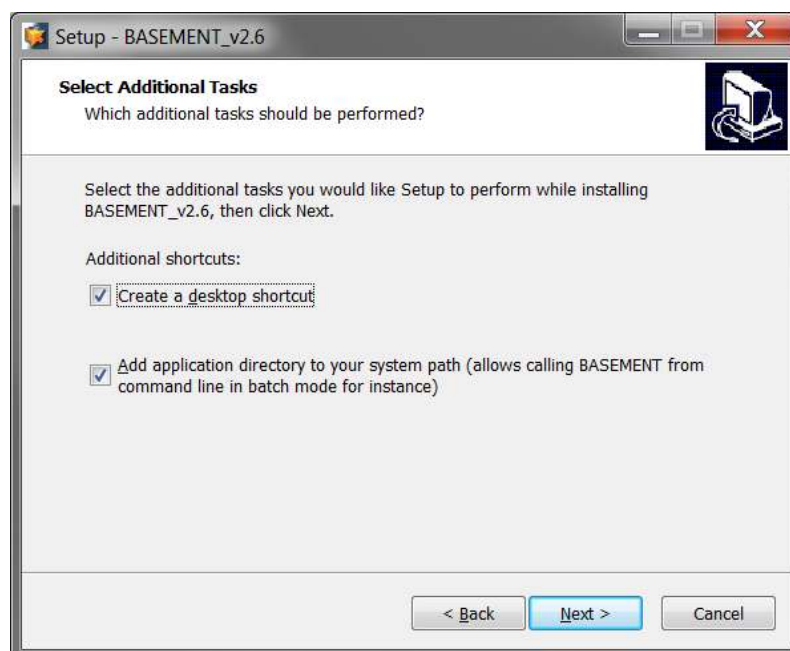 Setup - BASEMENT_v2.6
Select Additional Tasks
Which additional tasks should be performed?
Select the additional tasks you would like Setup to perform while installing
BASEMENT_v2.6, then click Next.
Additional shortcuts:
Create a desktop shortcut
Add application directory to your system path (allows calling BASEMENT from
command line in batch mode for instance)
< Back Next > Cancel